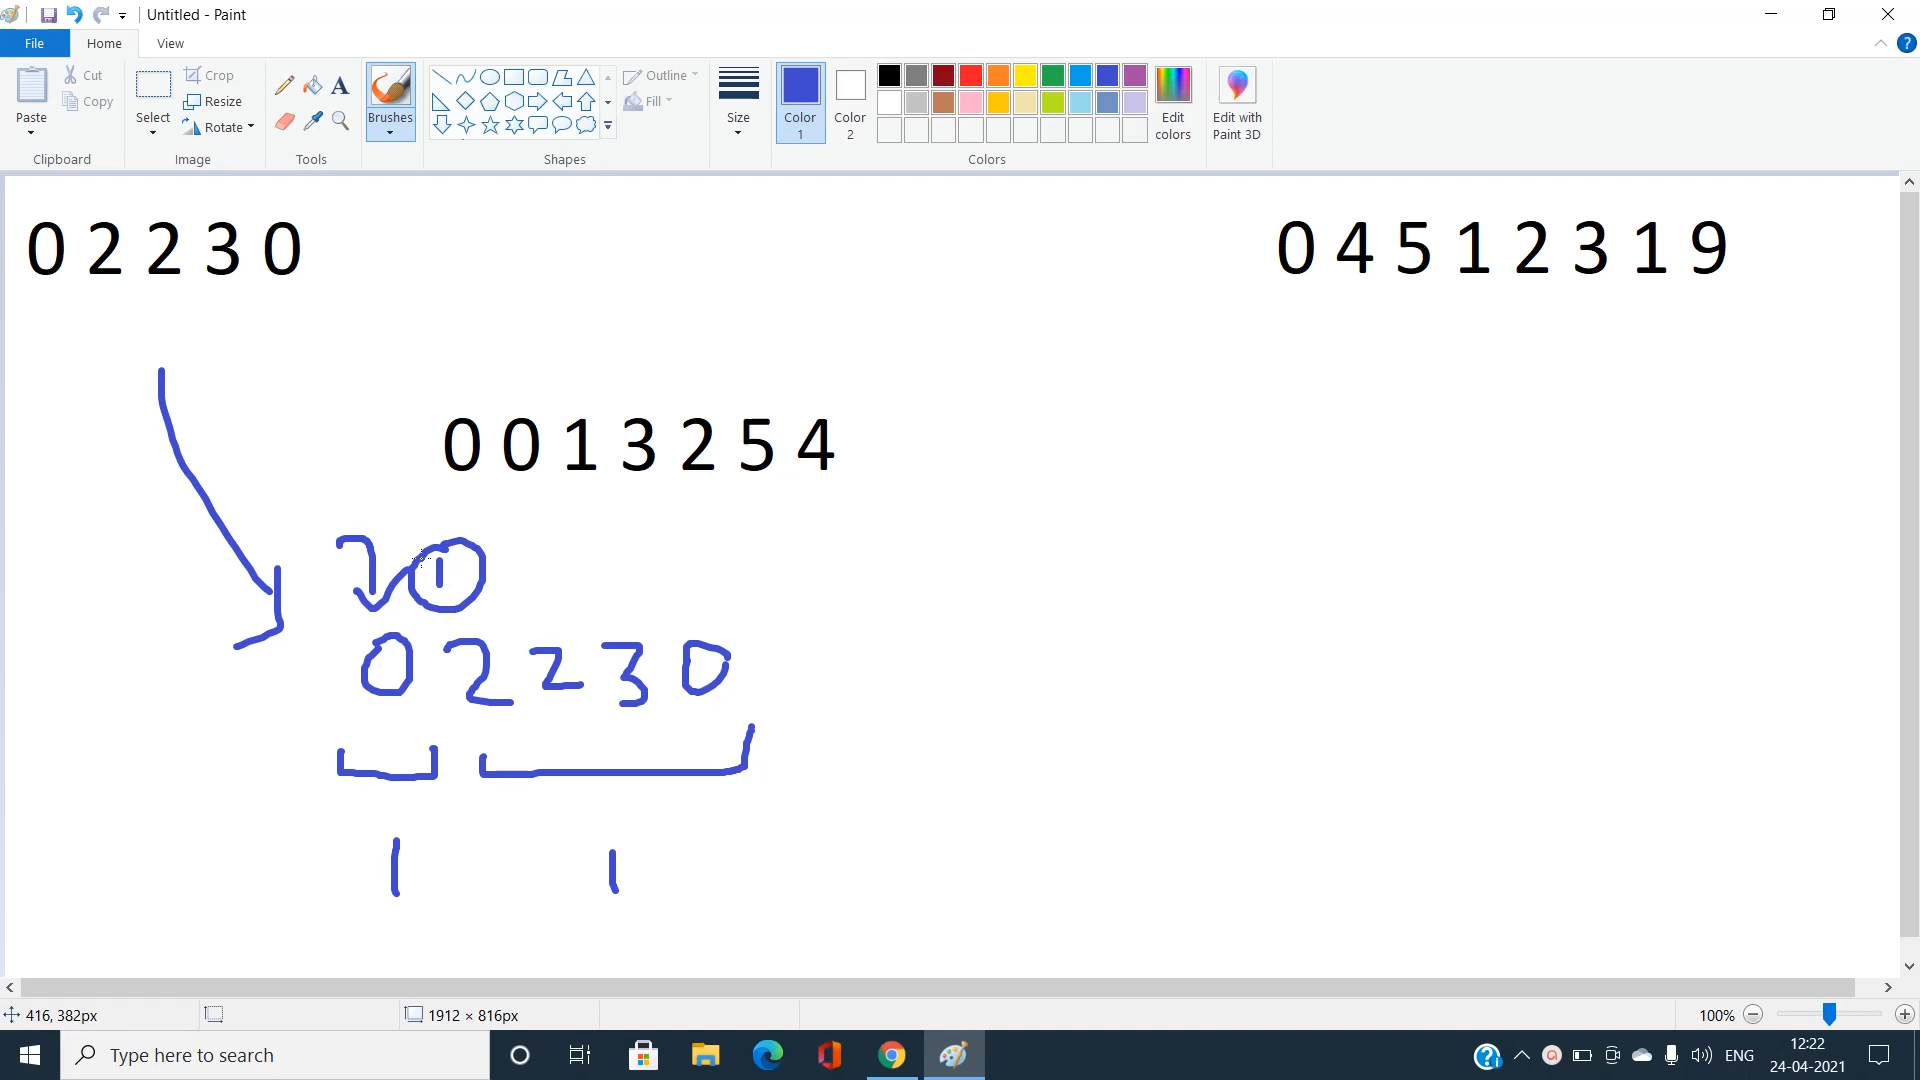 Untitled - Paint
File Home View
Cut
Copy
Paste
Clipboard
Select
Crop
Resize
Rotate
Image
Tools
Brushes
Outline
Fill
Shapes
Size
Color 1
Color 2
Edit colors
Colors
Edit with Paint 3D
0 2 2 3 0
0 4 5 1 2 3 1 9
0 0 1 3 2 5 4
1
0 2 2 3 0
1 1
416, 382px
1912 × 816px
100%
Type here to search
ENG
12:22
24-04-2021